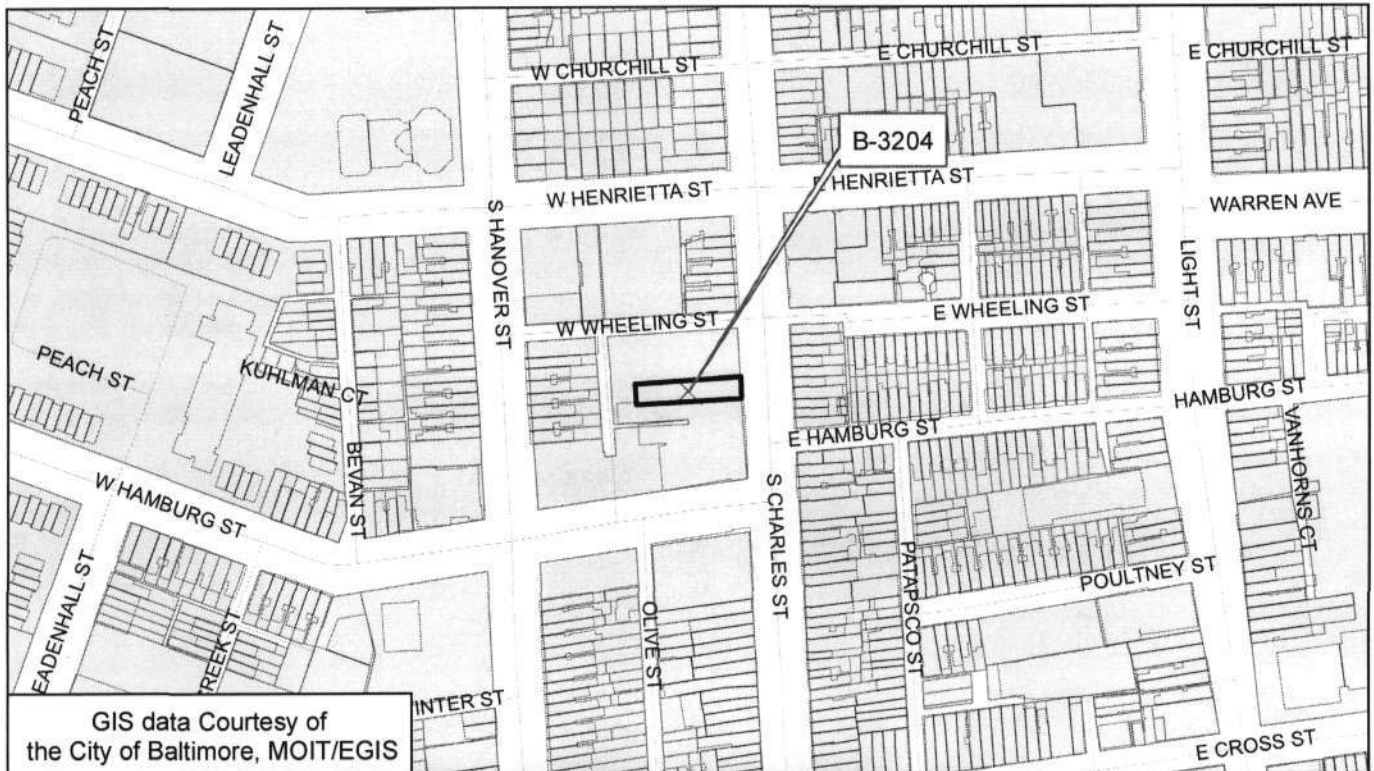 PEACH ST
LEADENHALL ST
W CHURCHILL ST
E CHURCHILL ST
E CHURCHILL ST
B-3204
W HENRIETTA ST
HENRIETTA ST
WARREN AVE
S HANOVER ST
LIGHT ST
W WHEELING ST
E WHEELING ST
PEACH ST
KUHLMAN CT
BEVAN ST
HAMBURG ST
E HAMBURG ST
VANHORNS CT
W HAMBURG ST
S CHARLES ST
PATAPSCO ST
POULTNEY ST
EADENHALL ST
REEK ST
OLIVE ST
INTER ST
E CROSS ST
GIS data Courtesy of
the City of Baltimore, MOIT/EGIS